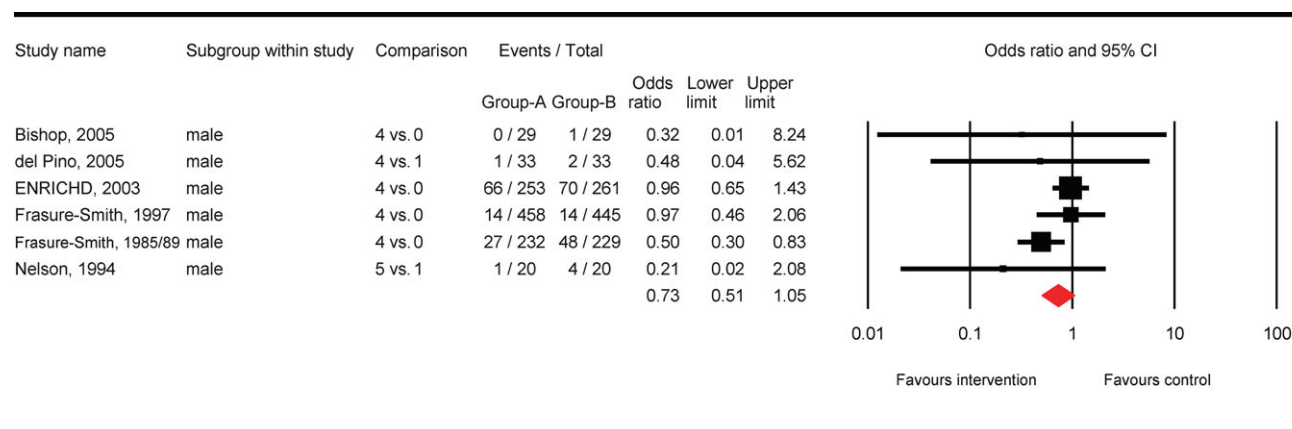 Study name Subgroup within study Comparison Events / Total Odds ratio and 95% CI
Odds Lower Upper
Group-A Group-B ratio limit limit
Bishop, 2005 male 4 vs. 0 0 / 29 1 / 29 0.32 0.01 8.24
del Pino, 2005 male 4 vs. 1 1 / 33 2 / 33 0.48 0.04 5.62
ENRICHD, 2003 male 4 vs. 0 66 / 253 70 / 261 0.96 0.65 1.43
Frasure-Smith, 1997 male 4 vs. 0 14 / 458 14 / 445 0.97 0.46 2.06
Frasure-Smith, 1985/89 male 4 vs. 0 27 / 232 48 / 229 0.50 0.30 0.83
Nelson, 1994 male 5 vs. 1 1 / 20 4 / 20 0.21 0.02 2.08
0.73 0.51 1.05
0.01 0.1 1 10 100
Favours intervention Favours control